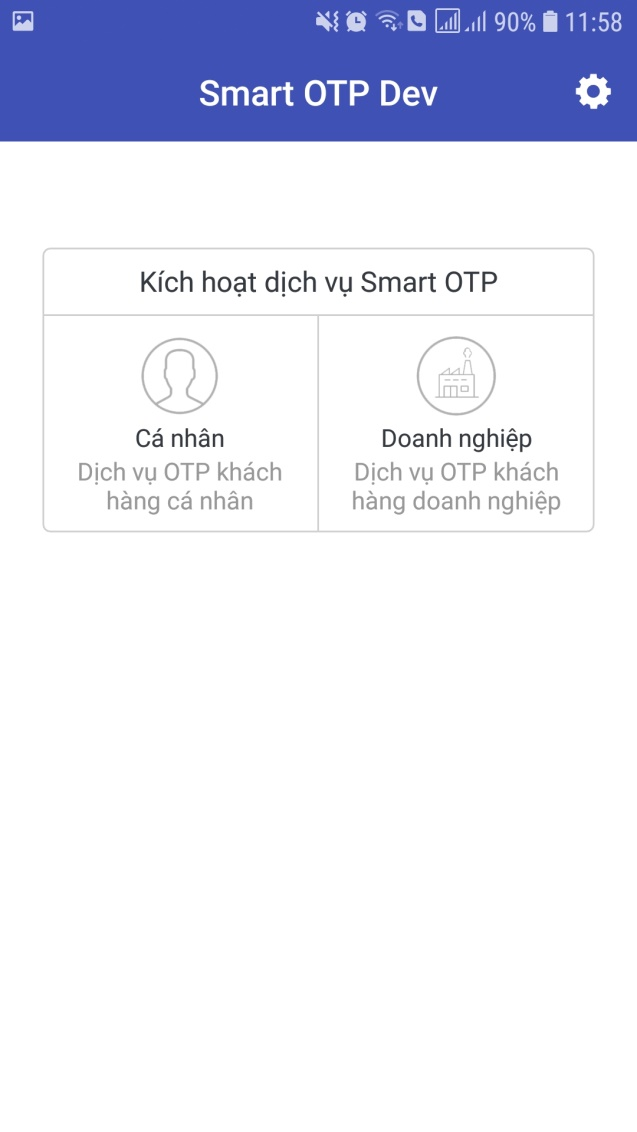 90% 11:58
Smart OTP Dev
Kích hoạt dịch vụ Smart OTP
Cá nhân
Dịch vụ OTP khách
hàng cá nhân
Doanh nghiệp
Dịch vụ OTP khách
hàng doanh nghiệp